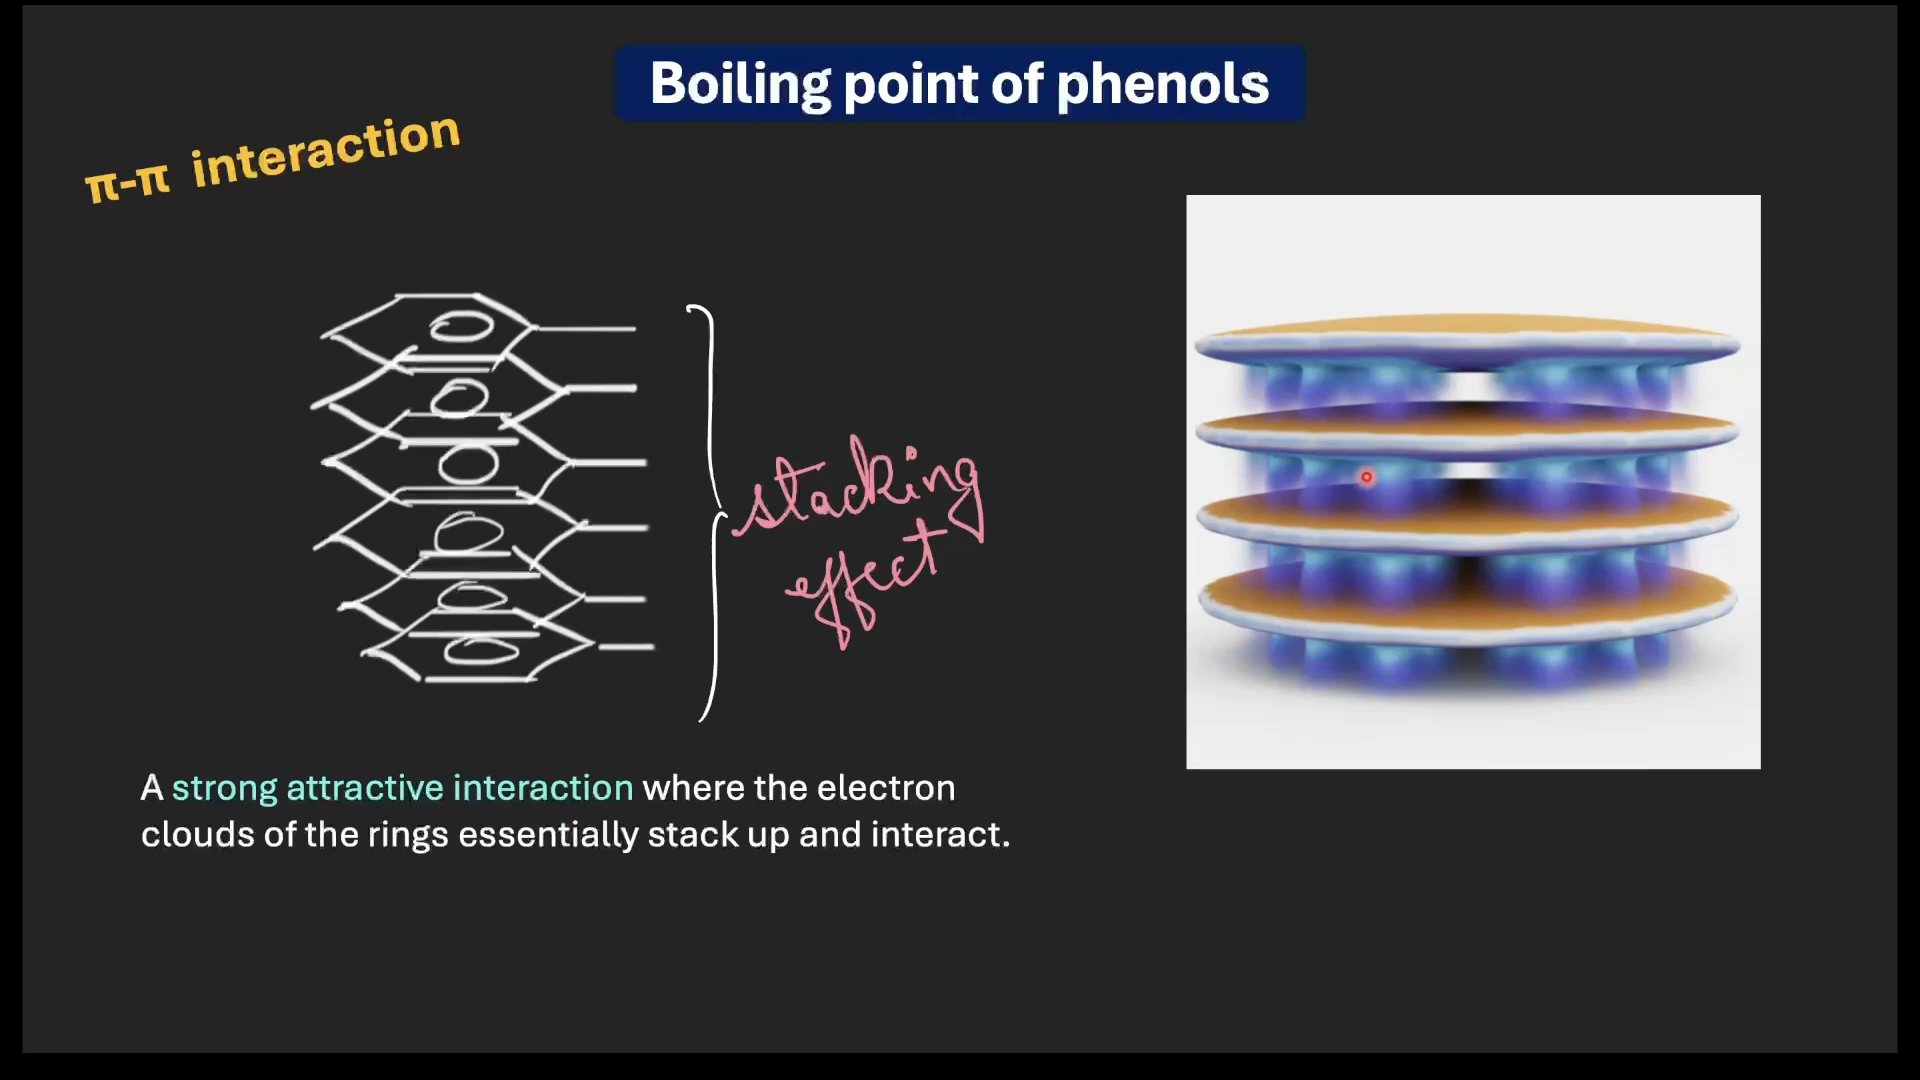 Boiling point of phenols
π-π interaction
stacking
effect
A strong attractive interaction where the electron
clouds of the rings essentially stack up and interact.